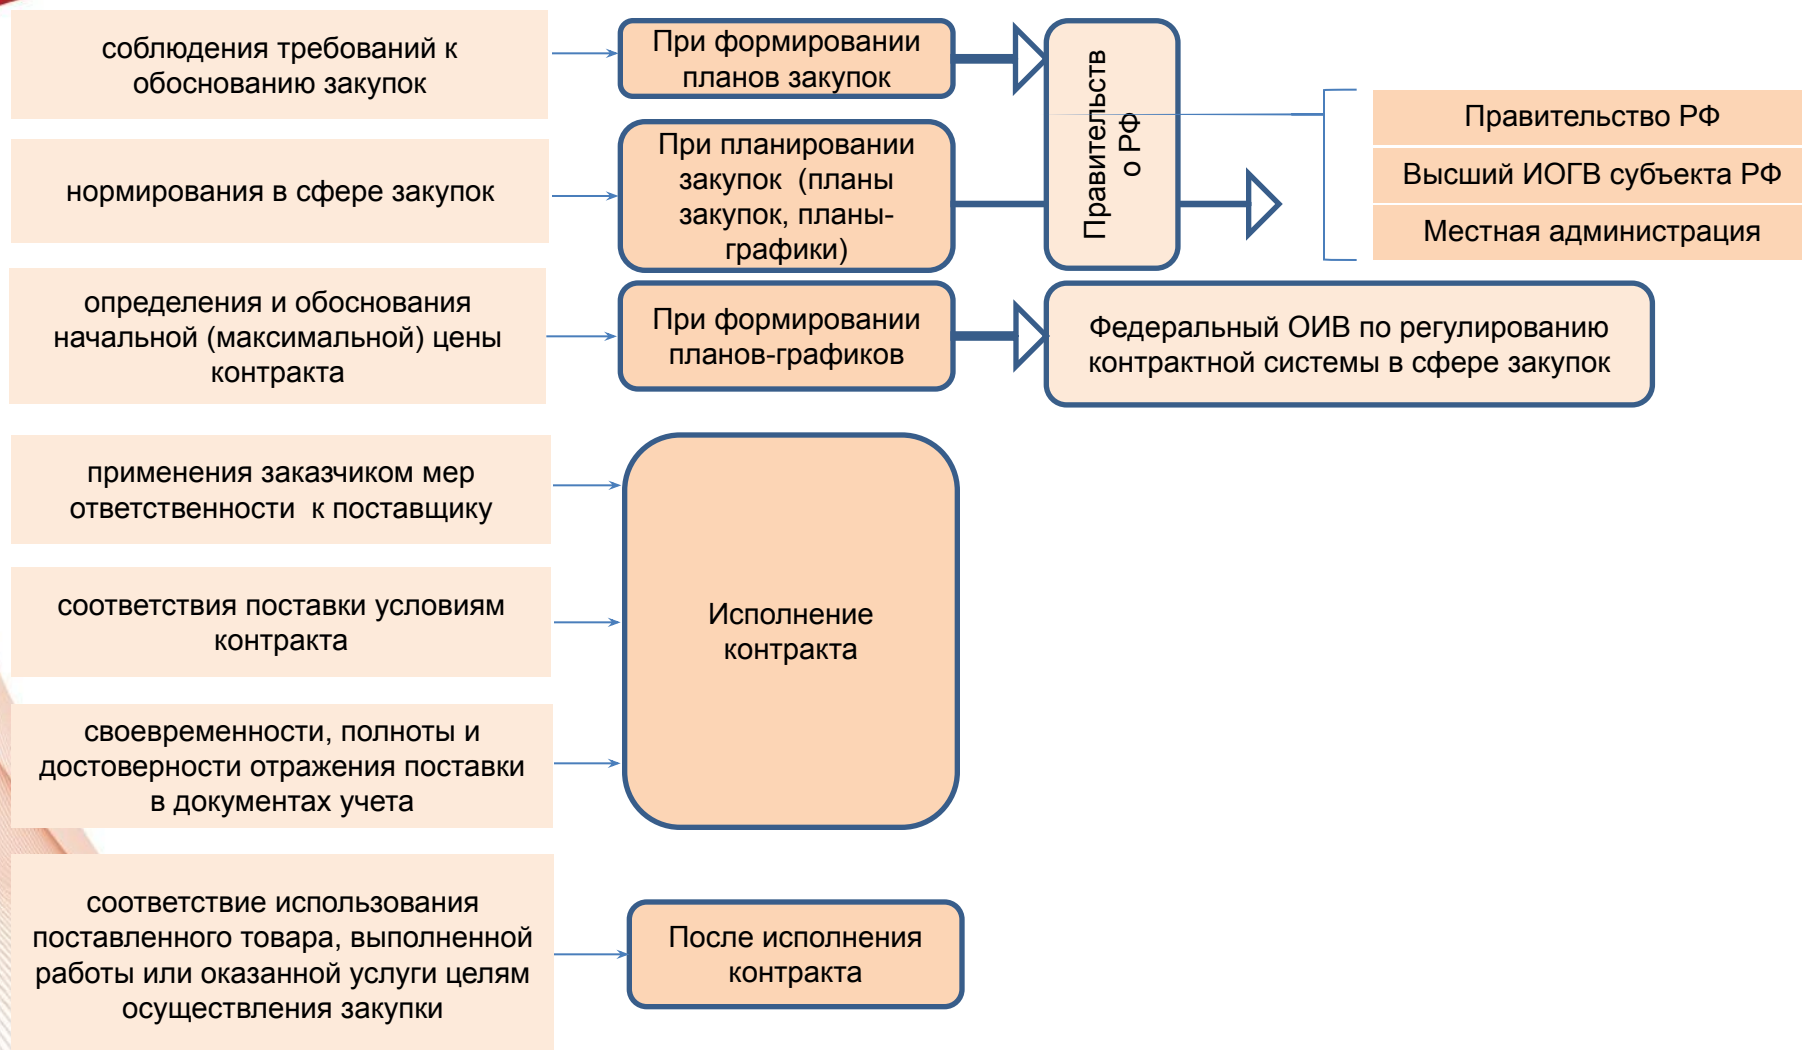 соблюдения требований к
обоснованию закупок
При формировании
планов закупок
Правительств
о РФ
Правительство РФ
Высший ИОГВ субъекта РФ
Местная администрация
нормирования в сфере закупок
При планировании
закупок (планы
закупок, планы-
графики)
определения и обоснования
начальной (максимальной) цены
контракта
При формировании
планов-графиков
Федеральный ОИВ по регулированию
контрактной системы в сфере закупок
применения заказчиком мер
ответственности к поставщику
соответствия поставки условиям
контракта
своевременности, полноты и
достоверности отражения поставки
в документах учета
Исполнение
контракта
соответствие использования
поставленного товара, выполненной
работы или оказанной услуги целям
осуществления закупки
После исполнения
контракта